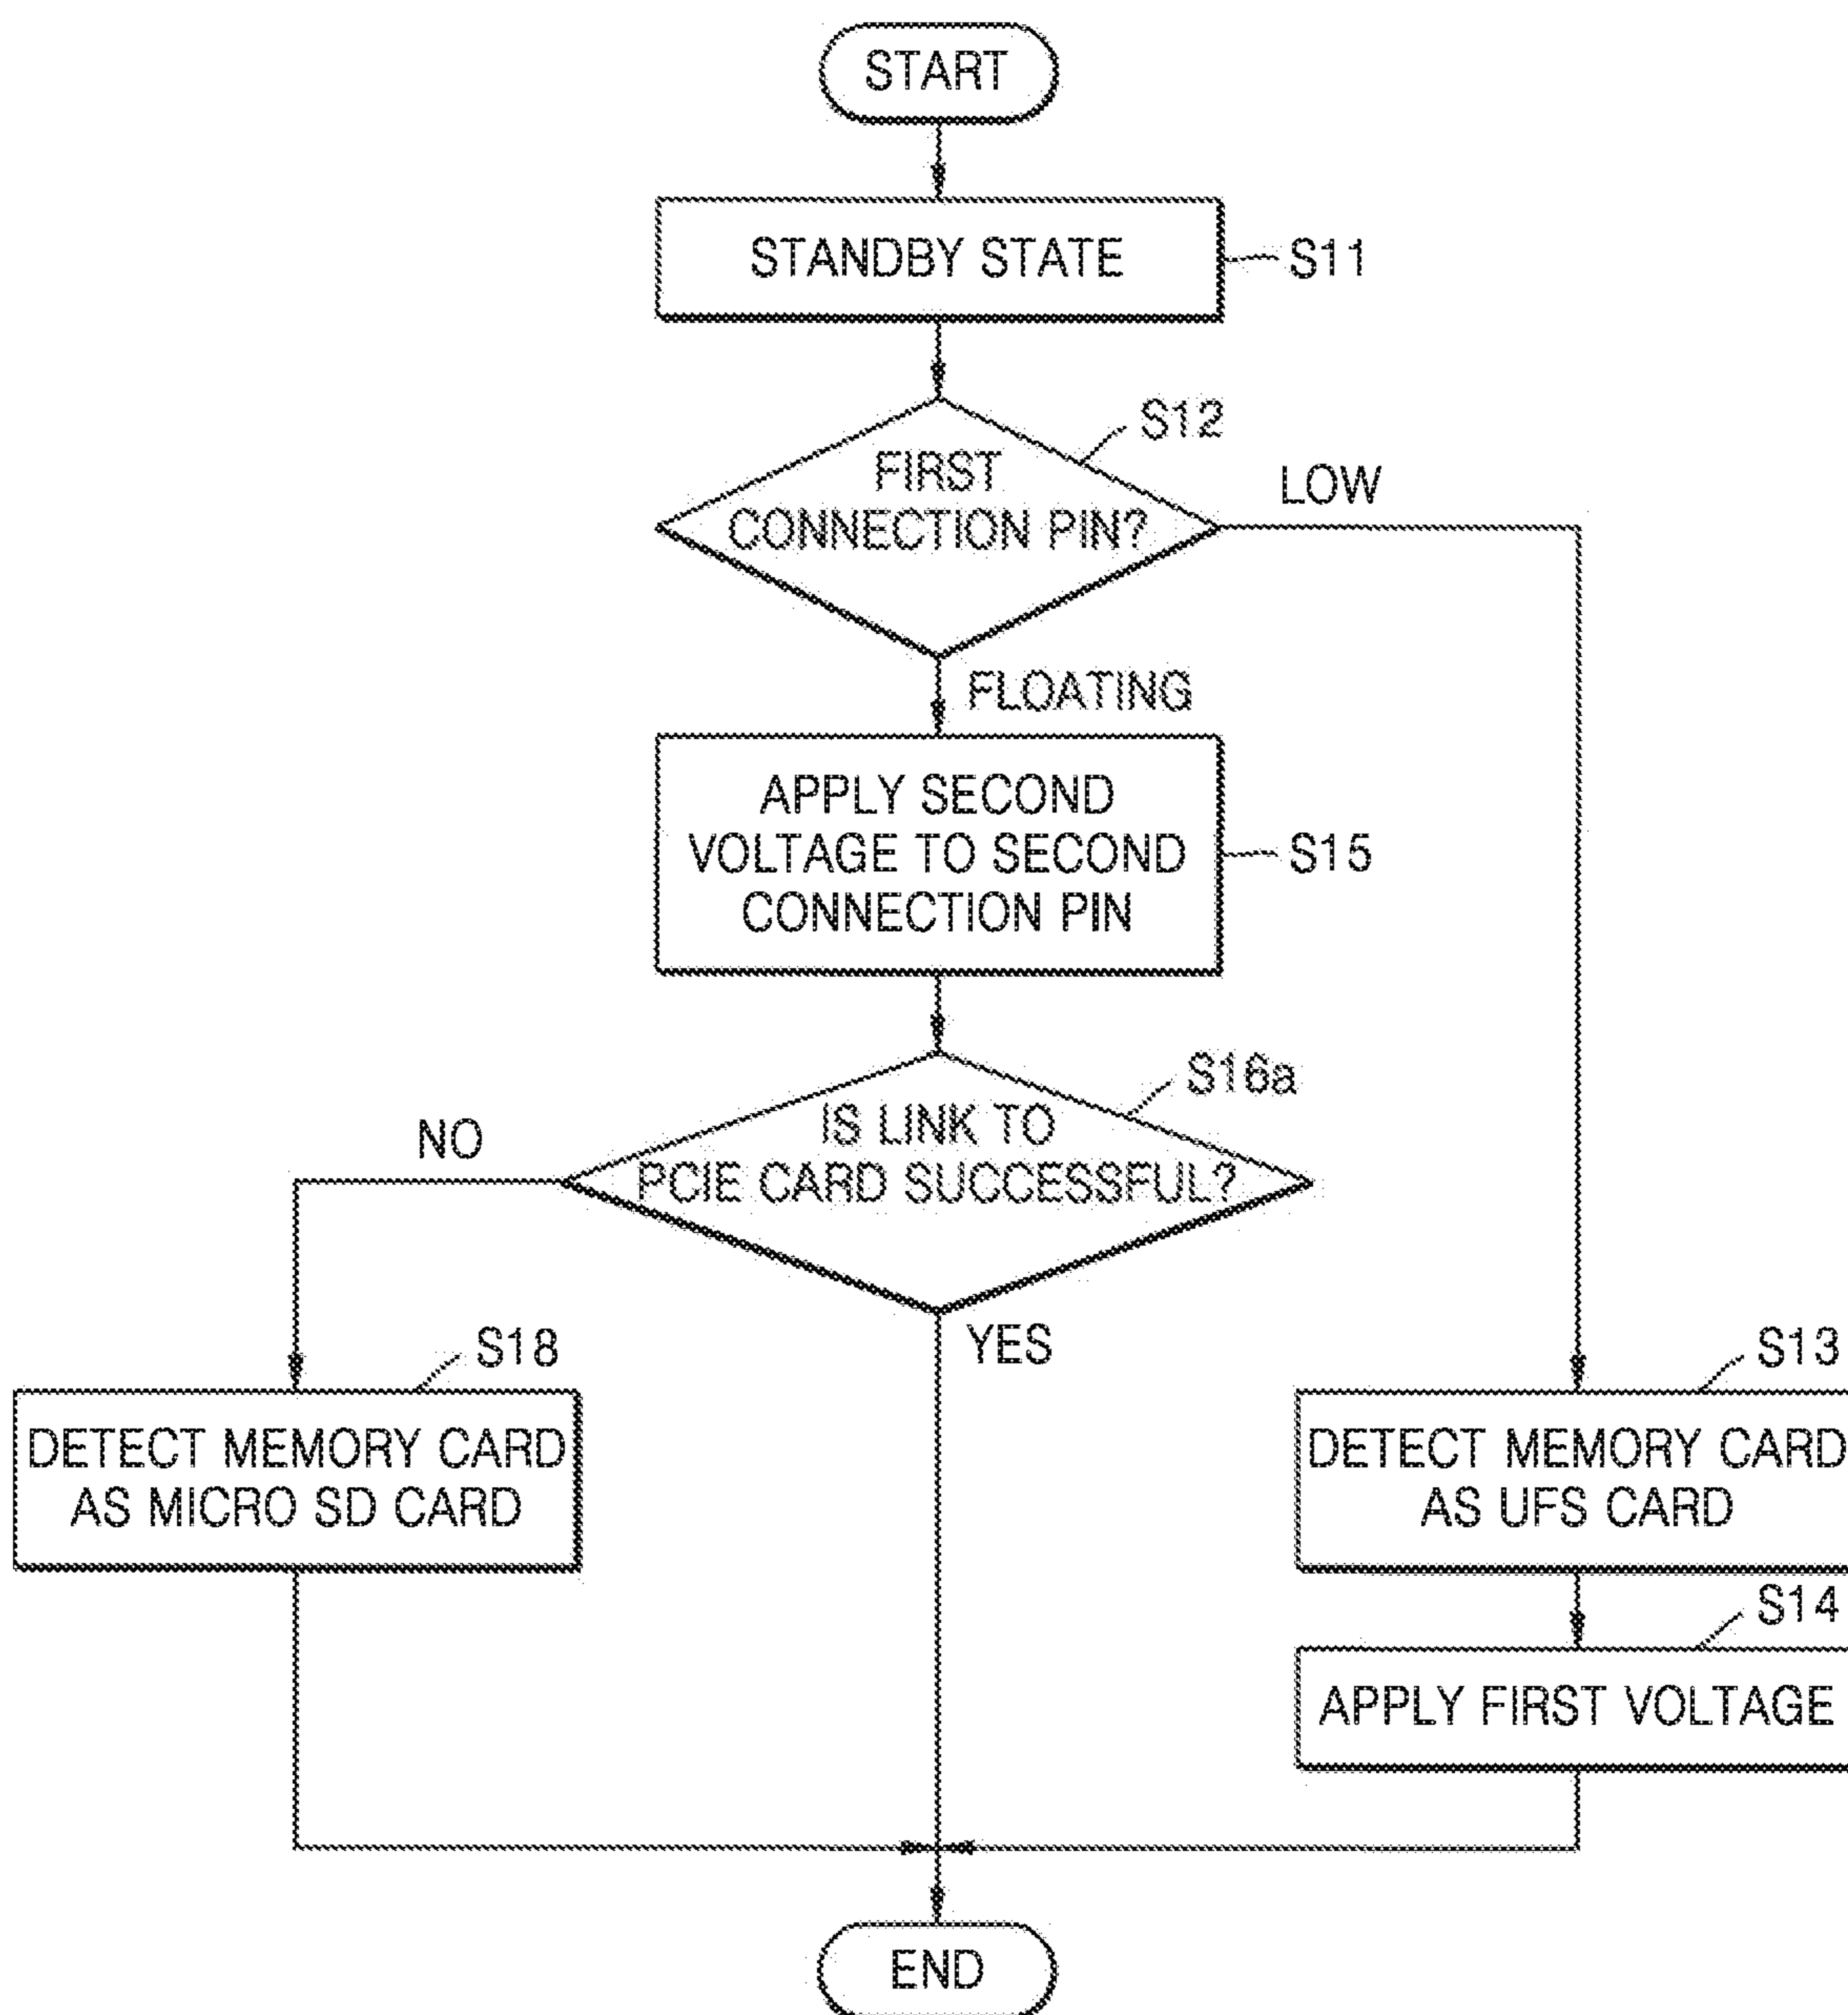 START
STANDBY STATE
S11
S12
FIRST
CONNECTION PIN?
LOW
FLOATING
APPLY SECOND
VOLTAGE TO SECOND
CONNECTION PIN
S15
S16a
IS LINK TO
PCIE CARD SUCCESSFUL?
NO
YES
S18
DETECT MEMORY CARD
AS MICRO SD CARD
S13
DETECT MEMORY CARD
AS UFS CARD
S14
APPLY FIRST VOLTAGE
END